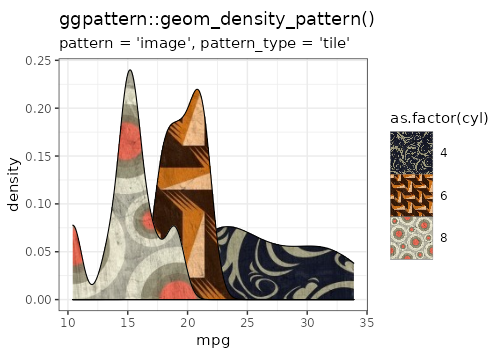 ggpattern::geom_density_pattern()
pattern = 'image', pattern_type = 'tile'
0.25
0.20
0.15
0.10
0.05
0.00
density
10 15 20 25 30 35
mpg
as.factor(cyl)
4
6
8